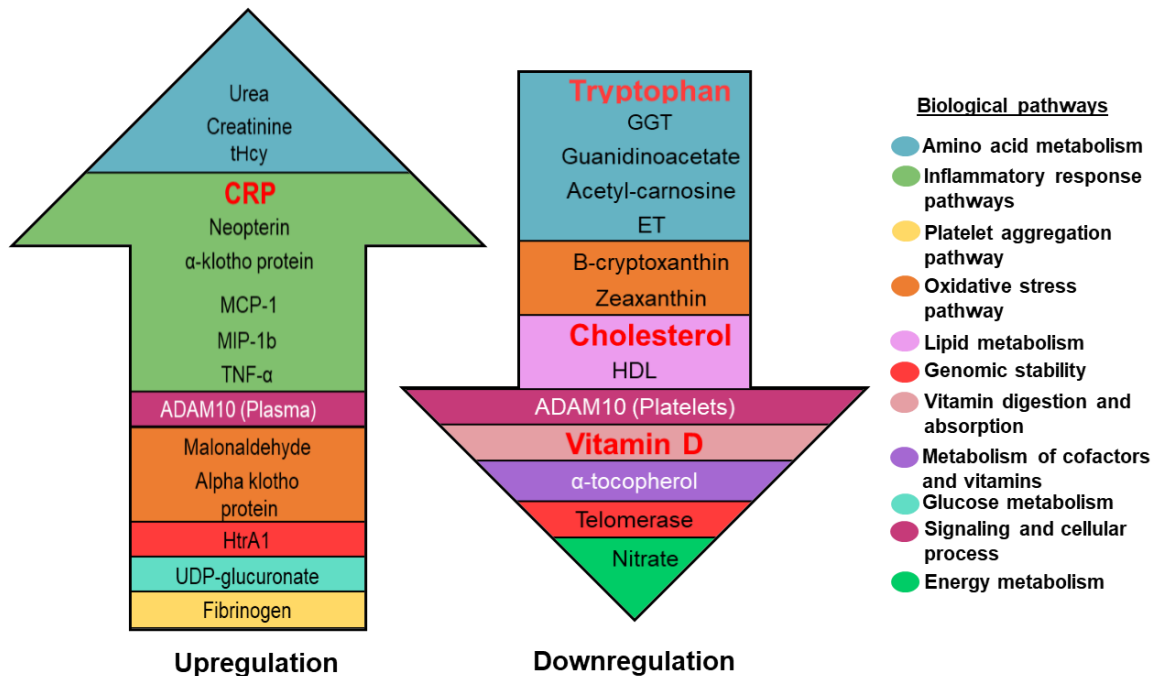 Urea
Creatinine
tHcy
CRP
Neopterin
α-klotho protein
MCP-1
MIP-1b
TNF-α
ADAM10 (Plasma)
Malonaldehyde
Alpha klotho
protein
HtrA1
UDP-glucuronate
Fibrinogen
Upregulation
Tryptophan
GGT
Guanidinoacetate
Acetyl-carnosine
ET
B-cryptoxanthin
Zeaxanthin
Cholesterol
HDL
ADAM10 (Platelets)
Vitamin D
α-tocopherol
Telomerase
Nitrate
Downregulation
Biological pathways
Amino acid metabolism
Inflammatory response
pathways
Platelet aggregation
pathway
Oxidative stress
pathway
Lipid metabolism
Genomic stability
Vitamin digestion and
absorption
Metabolism of cofactors
and vitamins
Glucose metabolism
Signaling and cellular
process
Energy metabolism